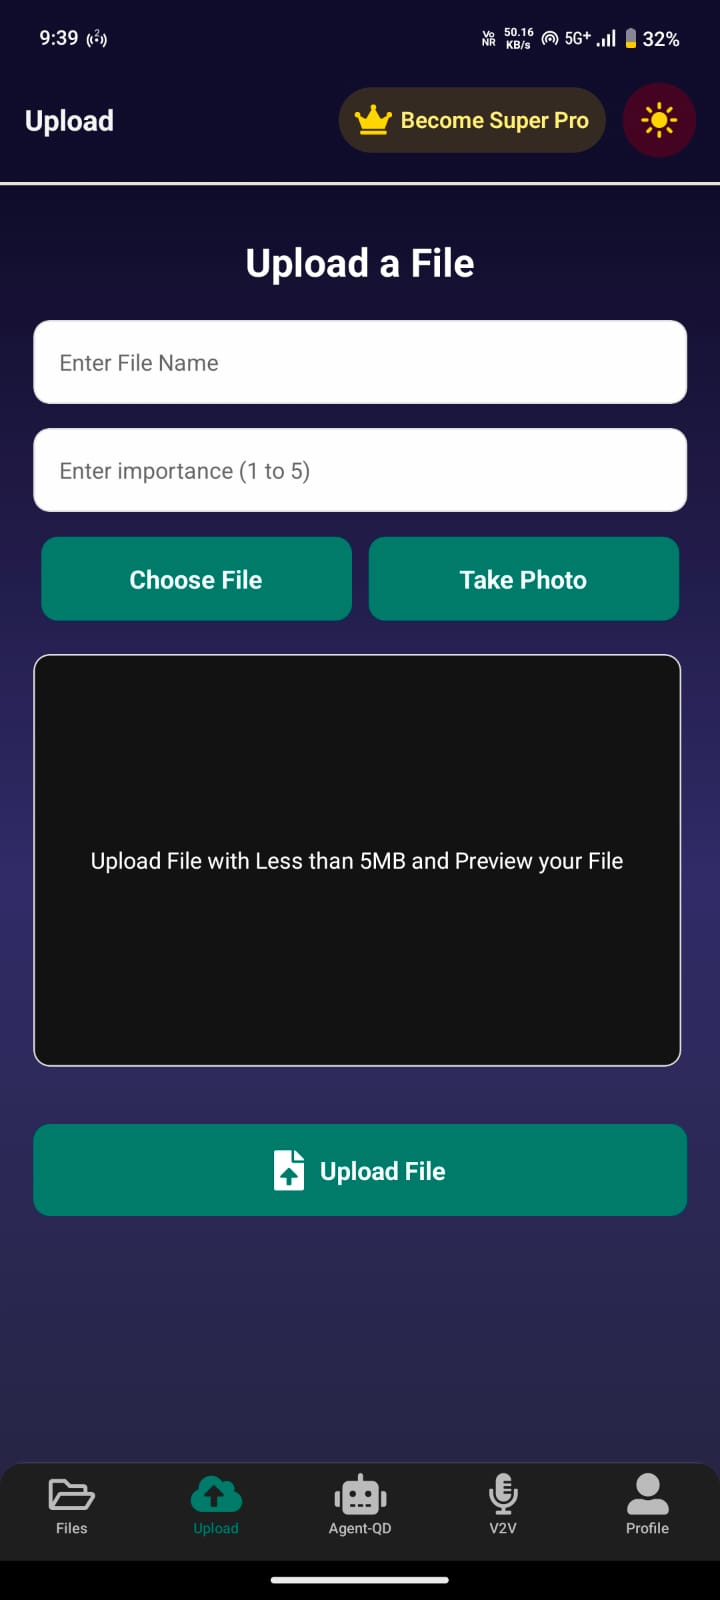 9:39
2
Vo
NR
50.16
KB/s
5G+
32%
Upload
Become Super Pro
Upload a File
Enter File Name
Enter importance (1 to 5)
Choose File
Take Photo
Upload File with Less than 5MB and Preview your File
Upload File
Files
Upload
Agent-QD
V2V
Profile